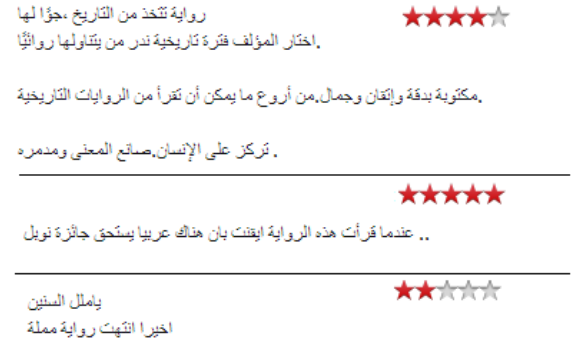 رواية تتخذ من التاريخ ،جوًا لها
.اختار المؤلف فترة تاريخية ندر من يتناولها روائيًا
.مكتوبة بدقة وإتقان وجمال.من أروع ما يمكن أن تقرأ من الروايات التاريخية
. تركز على الإنسان.صانع المعنى ومدمره
.. عندما قرأت هذه الرواية ايقنت بان هناك عربيا يستحق جائزة نوبل
ياملل السنين
اخيرا انتهت رواية مملة